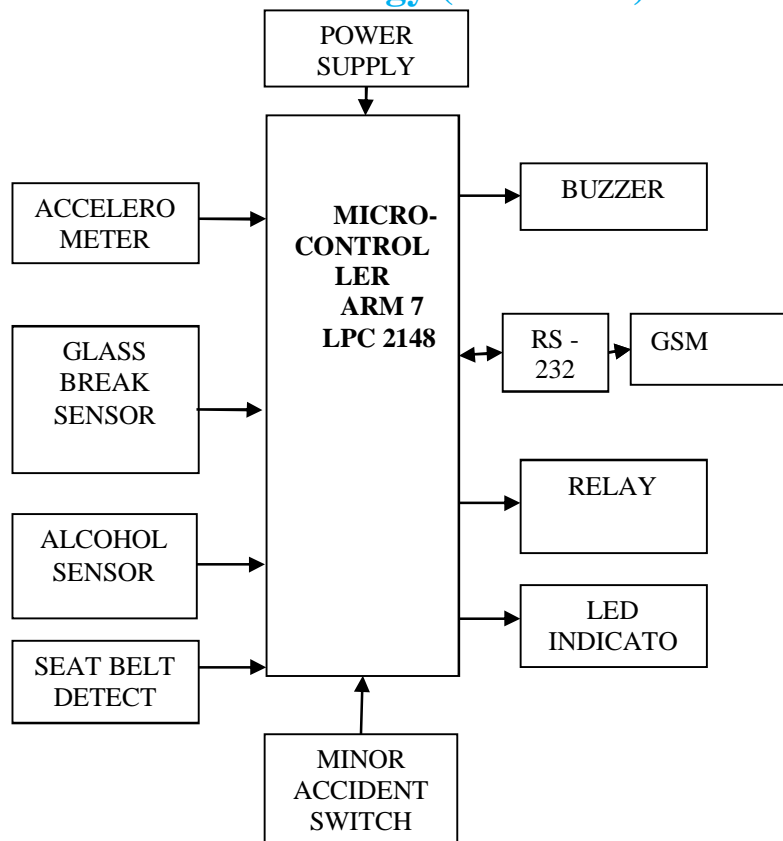 POWER
SUPPLY
ACCELERO
METER
GLASS
BREAK
SENSOR
ALCOHOL
SENSOR
SEAT BELT
DETECT
MICRO-
CONTROL
LER
ARM 7
LPC 2148
BUZZER
RS -
232
GSM
RELAY
LED
INDICATO
MINOR
ACCIDENT
SWITCH